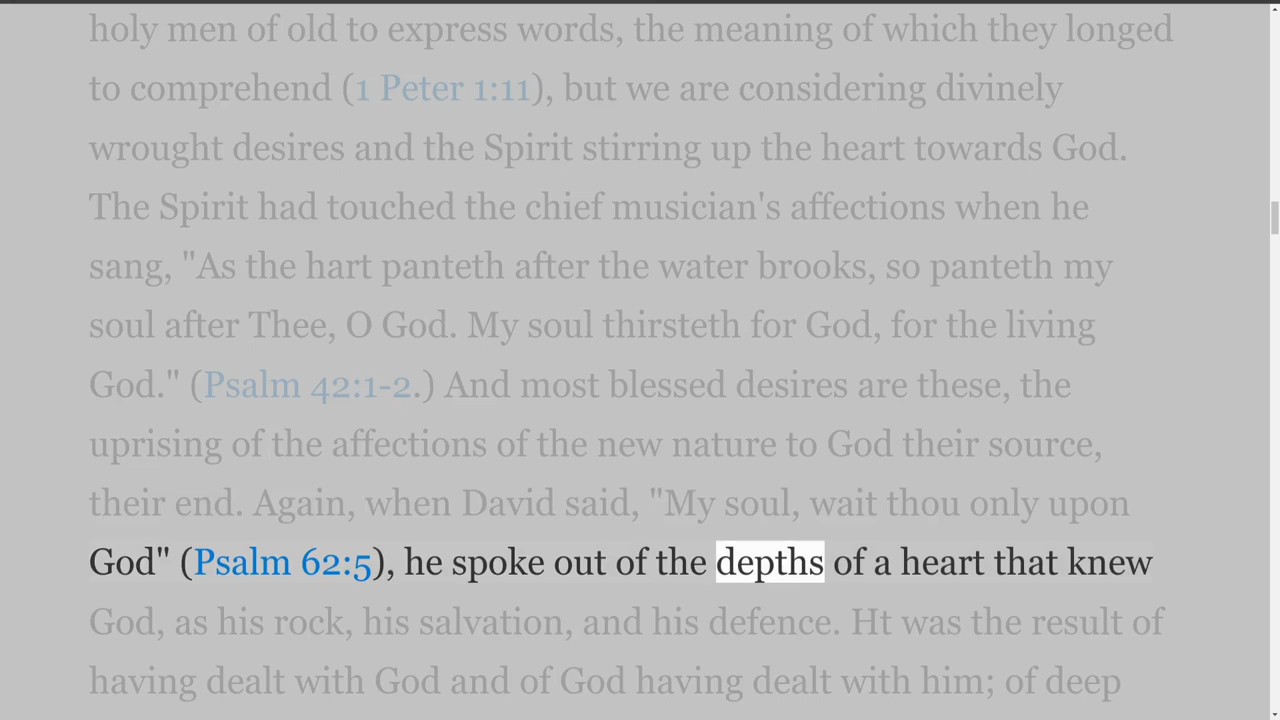 holy men of old to express words, the meaning of which they longed
to comprehend (1 Peter 1:11), but we are considering divinely
wrought desires and the Spirit stirring up the heart towards God.
The Spirit had touched the chief musician's affections when he
sang, "As the hart panteth after the water brooks, so panteth my
soul after Thee, O God. My soul thirsteth for God, for the living
God." (Psalm 42:1-2.) And most blessed desires are these, the
uprising of the affections of the new nature to God their source,
their end. Again, when David said, "My soul, wait thou only upon
God" (Psalm 62:5), he spoke out of the depths of a heart that knew
God, as his rock, his salvation, and his defence. Ht was the result of
having dealt with God and of God having dealt with him; of deep